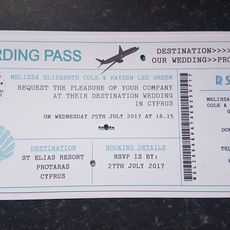 RDING PASS
DESTINATION>>>>
OUR WEDDING>>PRO
MELISSA ELISABETH COLE & HAYDEN LEE GREEN
REQUEST THE PLEASURE OF YOUR COMPANY
AT THEIR DESTINATION WEDDING
IN CYPRUS
ON WEDNESDAY 25TH JULY 2017 AT 16.15
DESTINATION
ST ELIAS RESORT
PROTARAS
CYPRUS
BOOKING DETAILS
RSVP IS BY:
27TH JULY 2017
R S
MELISSA
COLE &